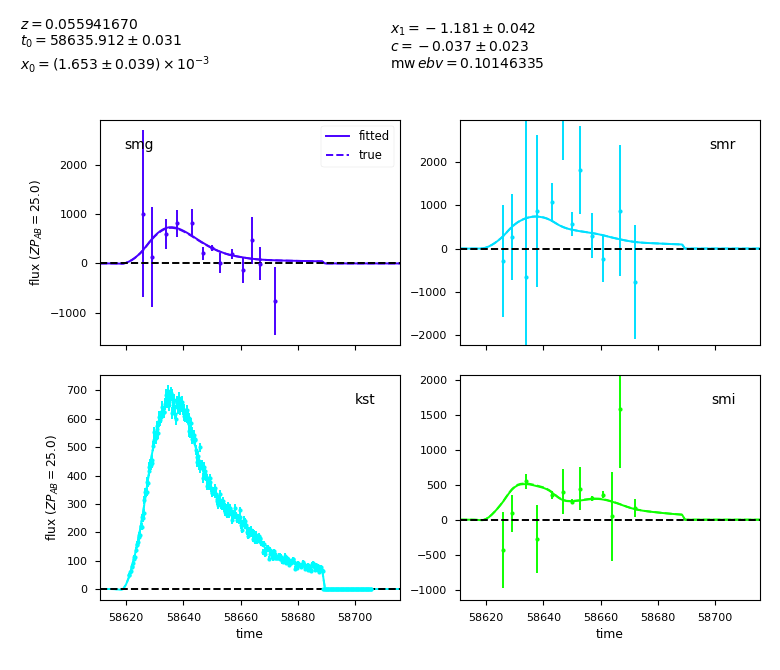 z = 0.055941670
t₀ = 58635.912 ± 0.031
x₀ = (1.653 ± 0.039) × 10⁻³
x₁ = −1.181 ± 0.042
c = −0.037 ± 0.023
mw ebv = 0.10146335
smg
fitted
true
2000
1000
0
−1000
flux (ZP_AB = 25.0)
smr
2000
1000
0
−1000
−2000
kst
700
600
500
400
300
200
100
0
flux (ZP_AB = 25.0)
58620 58640 58660 58680 58700
time
smi
2000
1500
1000
500
0
−500
−1000
58620 58640 58660 58680 58700
time